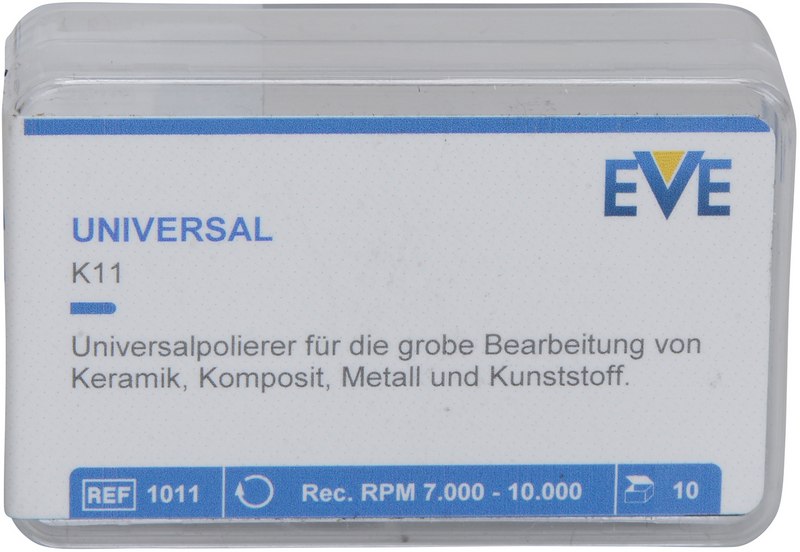 EVE
UNIVERSAL
K11
Universalpolierer für die grobe Bearbeitung von
Keramik, Komposit, Metall und Kunststoff.
REF 1011 Rec. RPM 7.000 - 10.000 10